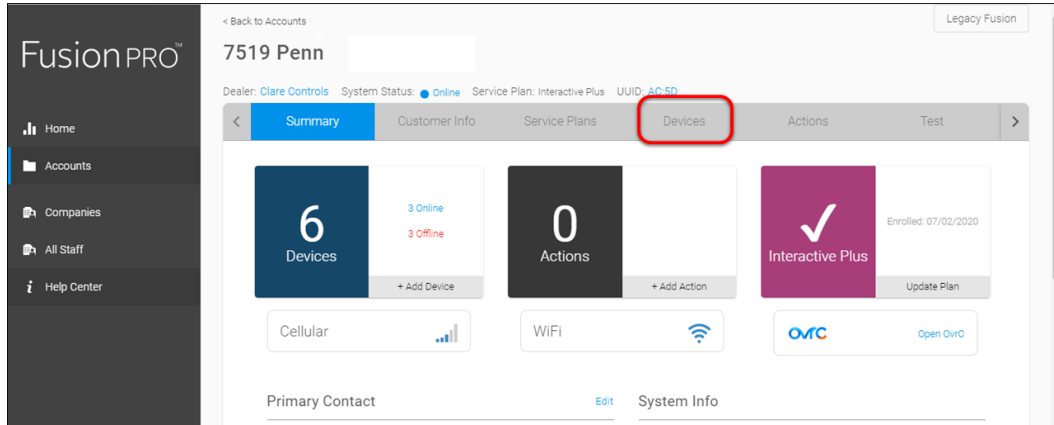 Fusion PRO™
Home
Accounts
Companies
All Staff
Help Center
< Back to Accounts
Legacy Fusion
7519 Penn
Dealer: Clare Controls System Status: Online Service Plan: Interactive Plus UUID: AC:5D:
Summary Customer Info Service Plans Devices Actions Test
6
Devices
3 Online
3 Offline
+ Add Device
0
Actions
+ Add Action
Interactive Plus
Enrolled: 07/02/2020
Update Plan
Cellular
WiFi
OvrC
Open OvrC
Primary Contact
Edit
System Info